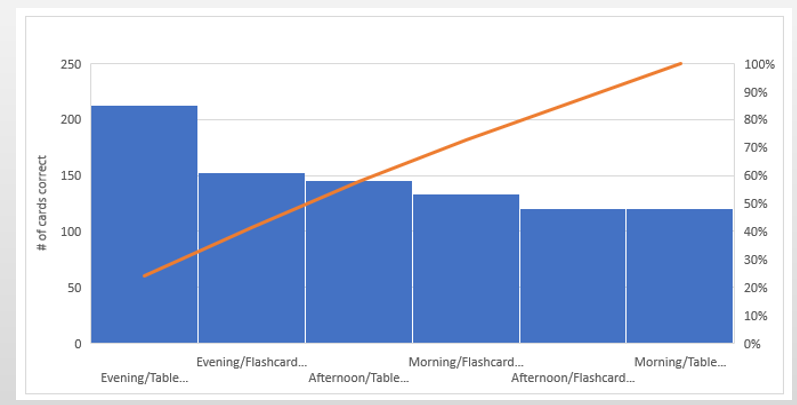 # of cards correct
250
200
150
100
50
0
100%
90%
80%
70%
60%
50%
40%
30%
20%
10%
0%
Evening/Table...
Evening/Flashcard...
Afternoon/Table...
Morning/Flashcard...
Afternoon/Flashcard...
Morning/Table...